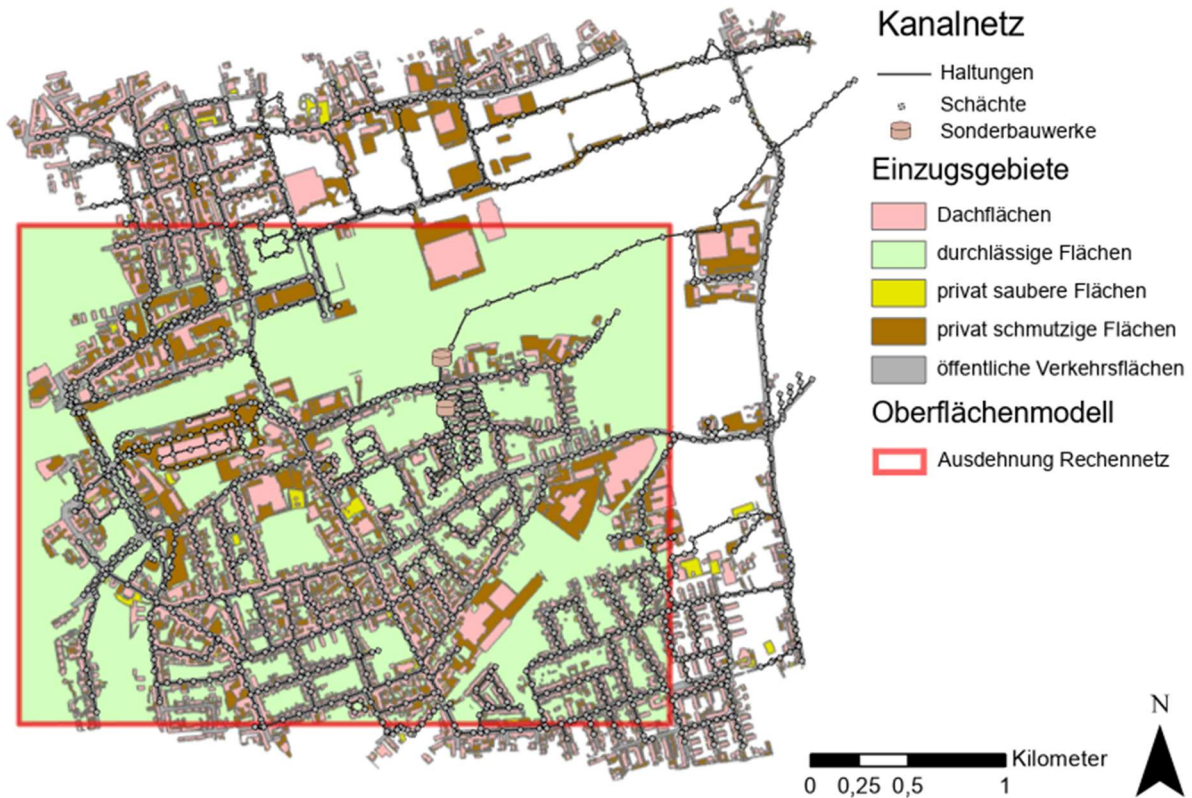 Kanalnetz
Haltungen
Schächte
Sonderbauwerke
Einzugsgebiete
Dachflächen
durchlässige Flächen
privat saubere Flächen
privat schmutzige Flächen
öffentliche Verkehrsflächen
Oberflächenmodell
Ausdehnung Rechennetz
N
Kilometer
0 0,25 0,5 1